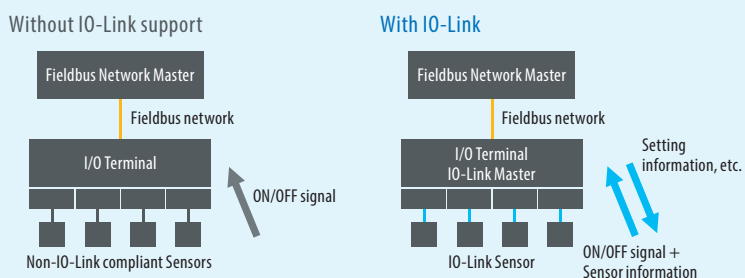 Without IO-Link support
Fieldbus Network Master
Fieldbus network
I/O Terminal
ON/OFF signal
Non-IO-Link compliant Sensors
With IO-Link
Fieldbus Network Master
Fieldbus network
I/O Terminal
IO-Link Master
Setting
information, etc.
IO-Link Sensor
ON/OFF signal +
Sensor information